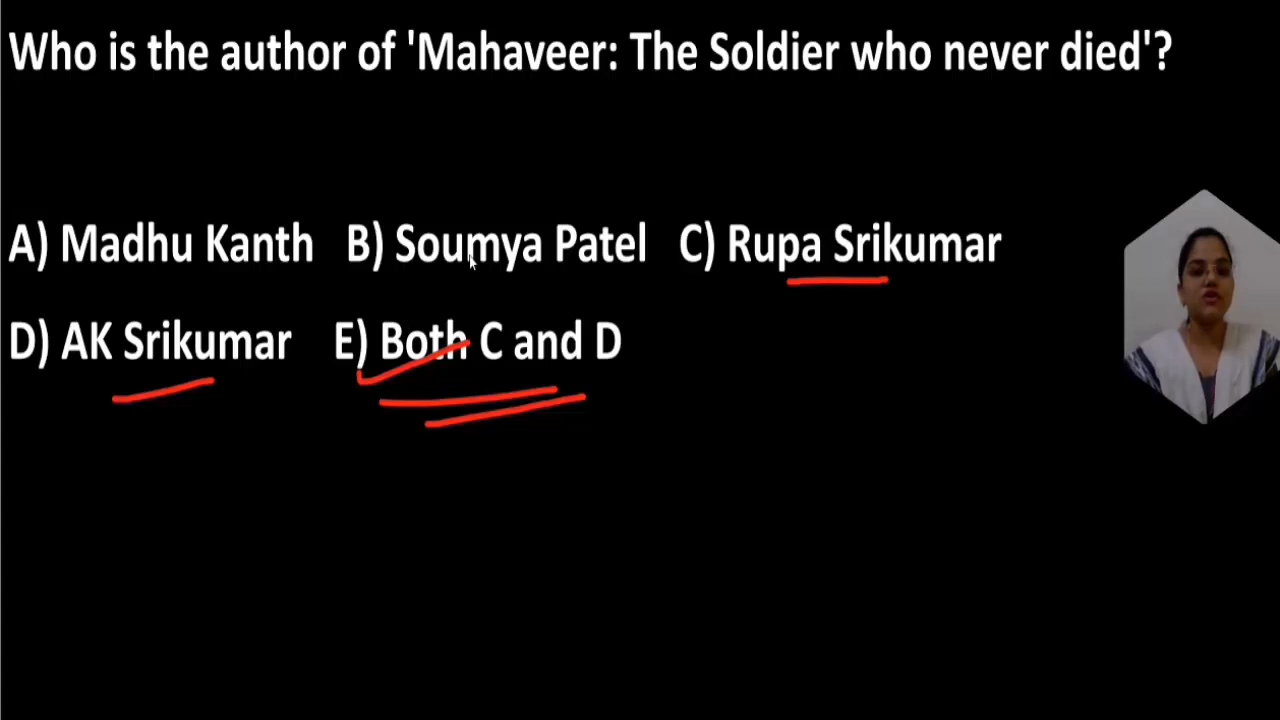 Who is the author of 'Mahaveer: The Soldier who never died'?
A) Madhu Kanth B) Soumya Patel C) Rupa Srikumar
D) AK Srikumar E) Both C and D